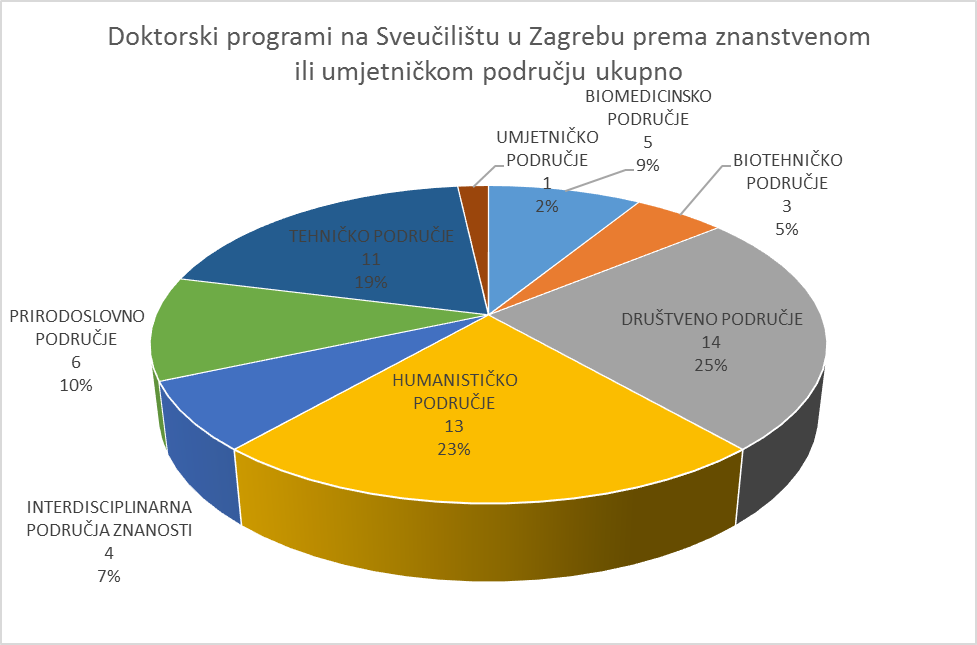 Doktorski programi na Sveučilištu u Zagrebu prema znanstvenom
ili umjetničkom području ukupno
BIOMEDICINSKO
PODRUČJE
5
9%
UMJETNIČKO
PODRUČJE
1
2%
BIOTEHNIČKO
PODRUČJE
3
5%
TEHNIČKO PODRUČJE
11
19%
DRUŠTVENO PODRUČJE
14
25%
PRIRODOSLOVNO
PODRUČJE
6
10%
HUMANISTIČKO
PODRUČJE
13
23%
INTERDISCIPLINARNA
PODRUČJA ZNANOSTI
4
7%